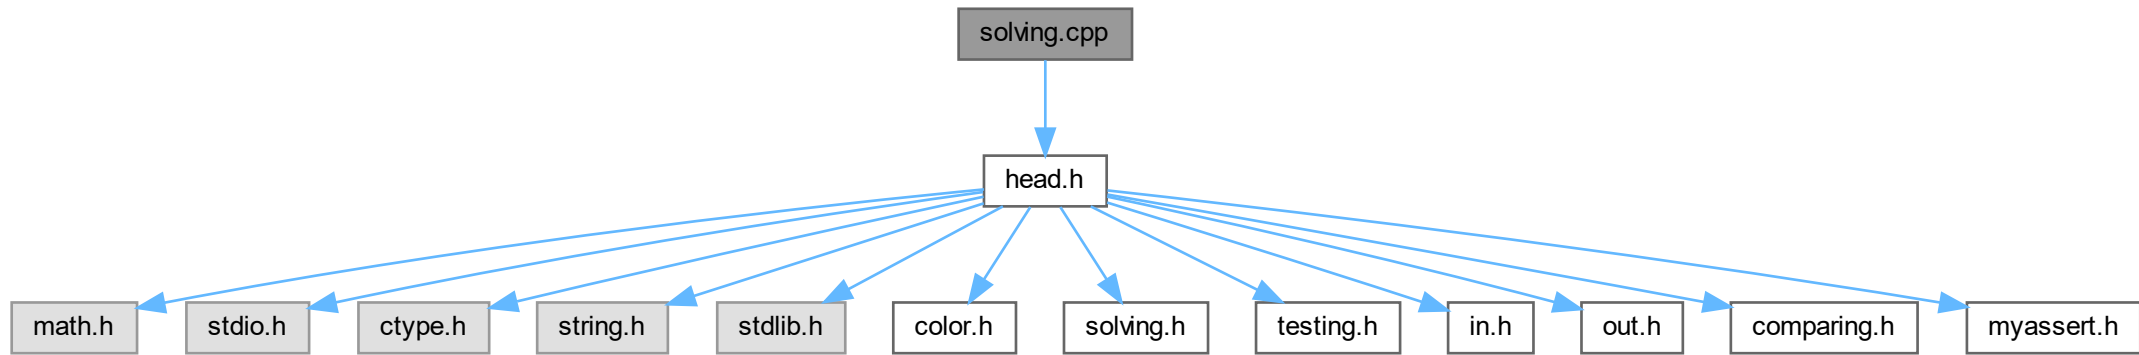 solving.cpp
head.h
math.h
stdio.h
ctype.h
string.h
stdlib.h
color.h
solving.h
testing.h
in.h
out.h
comparing.h
myassert.h